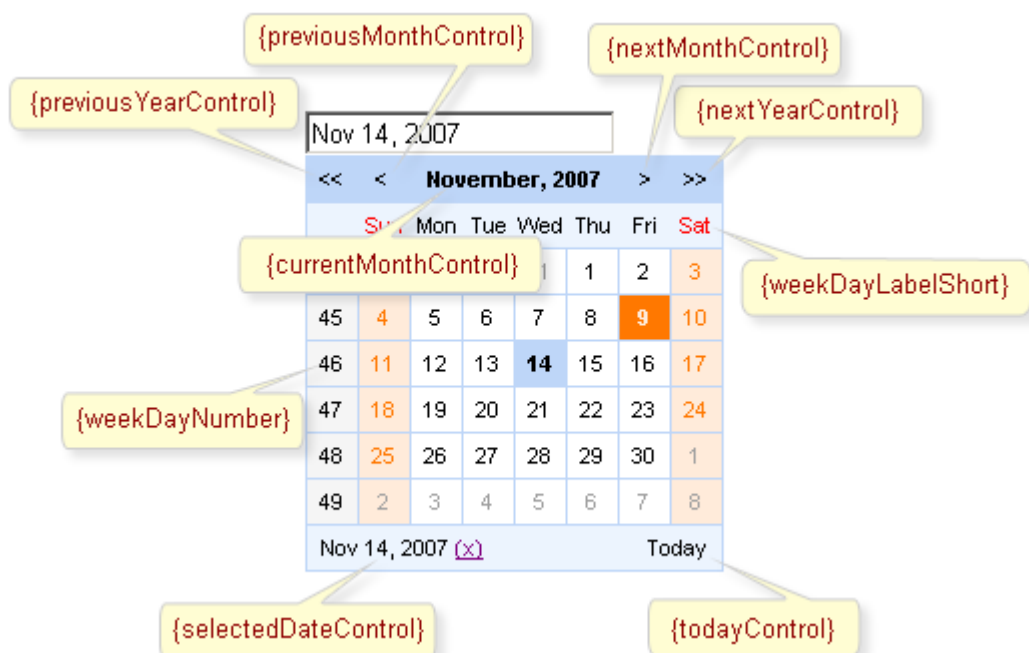 {previousMonthControl}
{nextMonthControl}
{previousYearControl}
{nextYearControl}
Nov 14, 2007
<< < November, 2007 > >>
Sun Mon Tue Wed Thu Fri Sat
{currentMonthControl}
1 2 3
{weekDayLabelShort}
45 4 5 6 7 8 9 10
46 11 12 13 14 15 16 17
{weekDayNumber}
47 18 19 20 21 22 23 24
48 25 26 27 28 29 30 1
49 2 3 4 5 6 7 8
Nov 14, 2007 (x) Today
{selectedDateControl}
{todayControl}